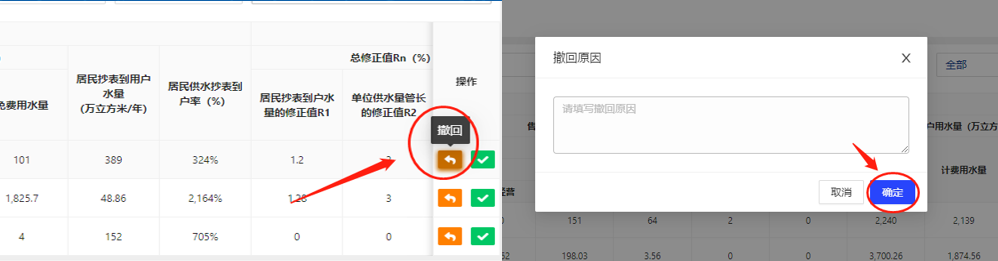 总修正值Rn（%）
免费用水量
居民抄表到用户
水量
（万立方米/年）
居民供水抄表到
户率（%）
居民抄表到户水
量的修正值R1
单位供水量管长
的修正值R2
操作
撤回
101
389
324%
1.2
1,825.7
48.86
2,164%
1.28
3
4
152
705%
0
0
撤回原因
请填写撤回原因
取消
确定
全部
售
户用水量（万立方
计费用水量
经营
151
64
2
0
2,240
2,139
198.03
3.56
0
0
3,700.26
1,874.56